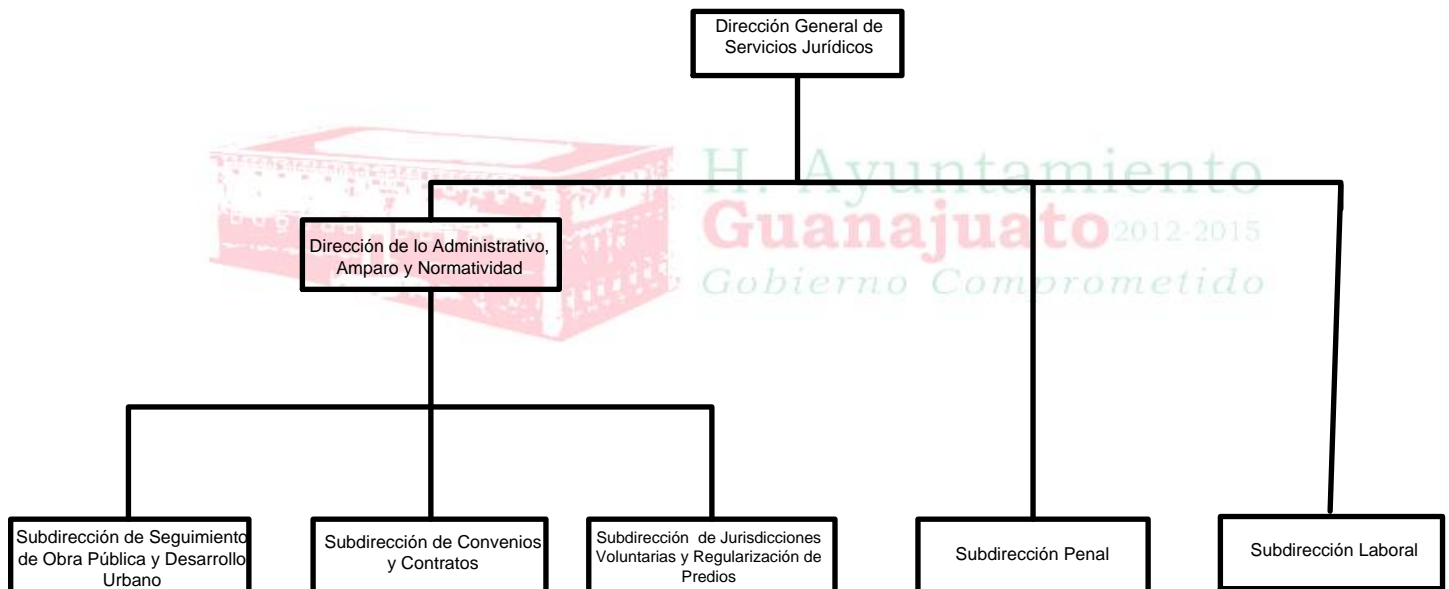 Dirección General de
Servicios Jurídicos
H. Ayuntamiento
Guanajuato 2012-2015
Gobierno Comprometido
Dirección de lo Administrativo,
Amparo y Normatividad
Subdirección de Seguimiento
de Obra Pública y Desarrollo
Urbano
Subdirección de Convenios
y Contratos
Subdirección de Jurisdicciones
Voluntarias y Regularización de
Predios
Subdirección Penal
Subdirección Laboral